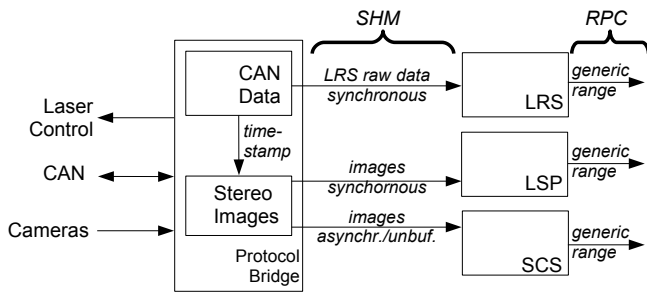 SHM
RPC
CAN
Data
LRS raw data
synchronous
LRS
generic
range
Laser
Control
time-
stamp
CAN
Stereo
Images
images
synchornous
LSP
generic
range
Cameras
images
asynchr./unbuf.
SCS
generic
range
Protocol
Bridge